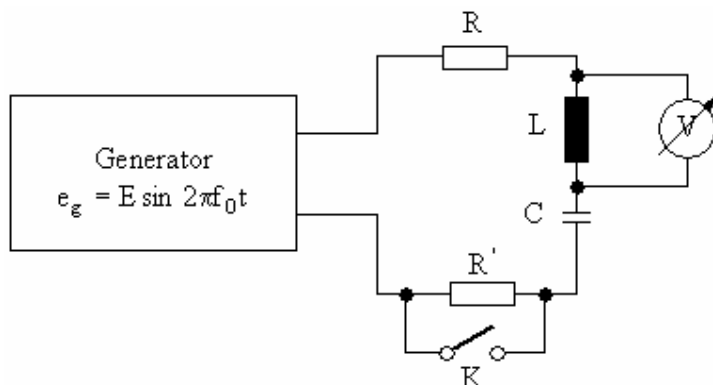 R
L
V
Generator
e_g = E sin 2πf_0t
C
R'
K